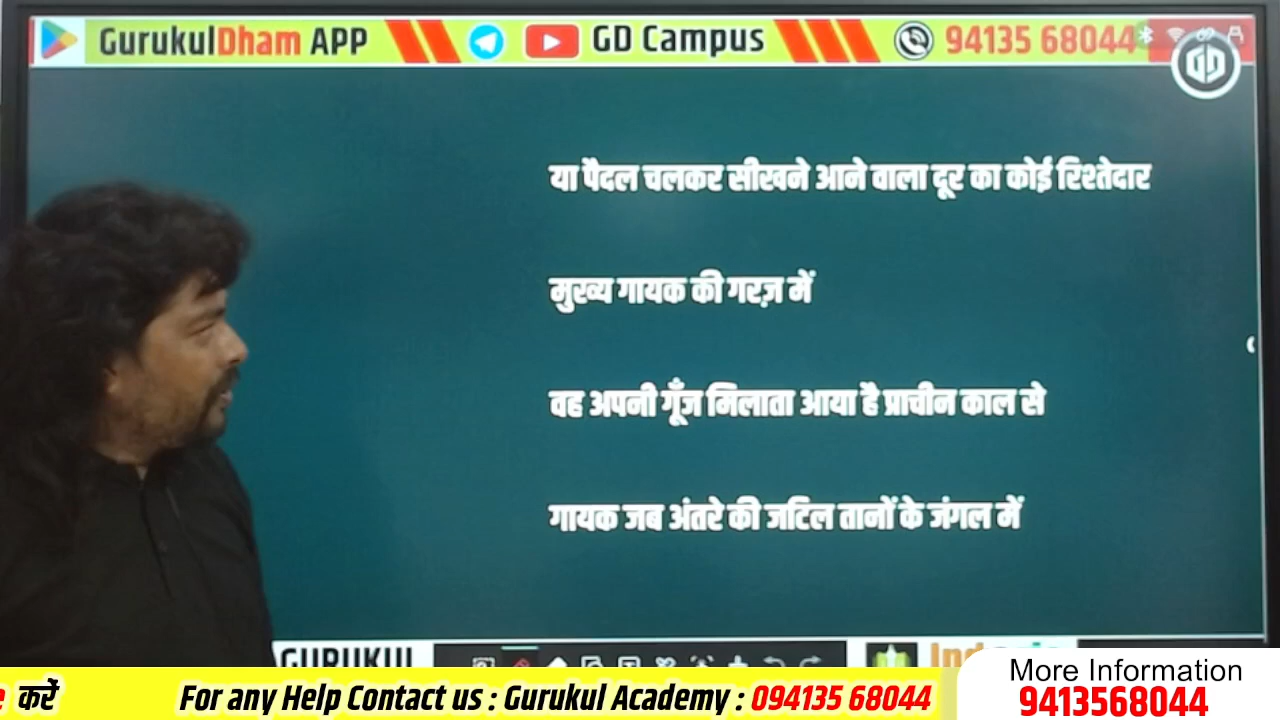 GurukulDham APP
GD Campus
94135 68044
या पैदल चलकर सीखने आने वाला दूर का कोई रिश्तेदार
मुख्य गायक की गरज़ में
वह अपनी गूँज मिलाता आया है प्राचीन काल से
गायक जब अंतरे की जटिल तानों के जंगल में
GURUKUL
करें
For any Help Contact us : Gurukul Academy : 094135 68044
More Information
9413568044